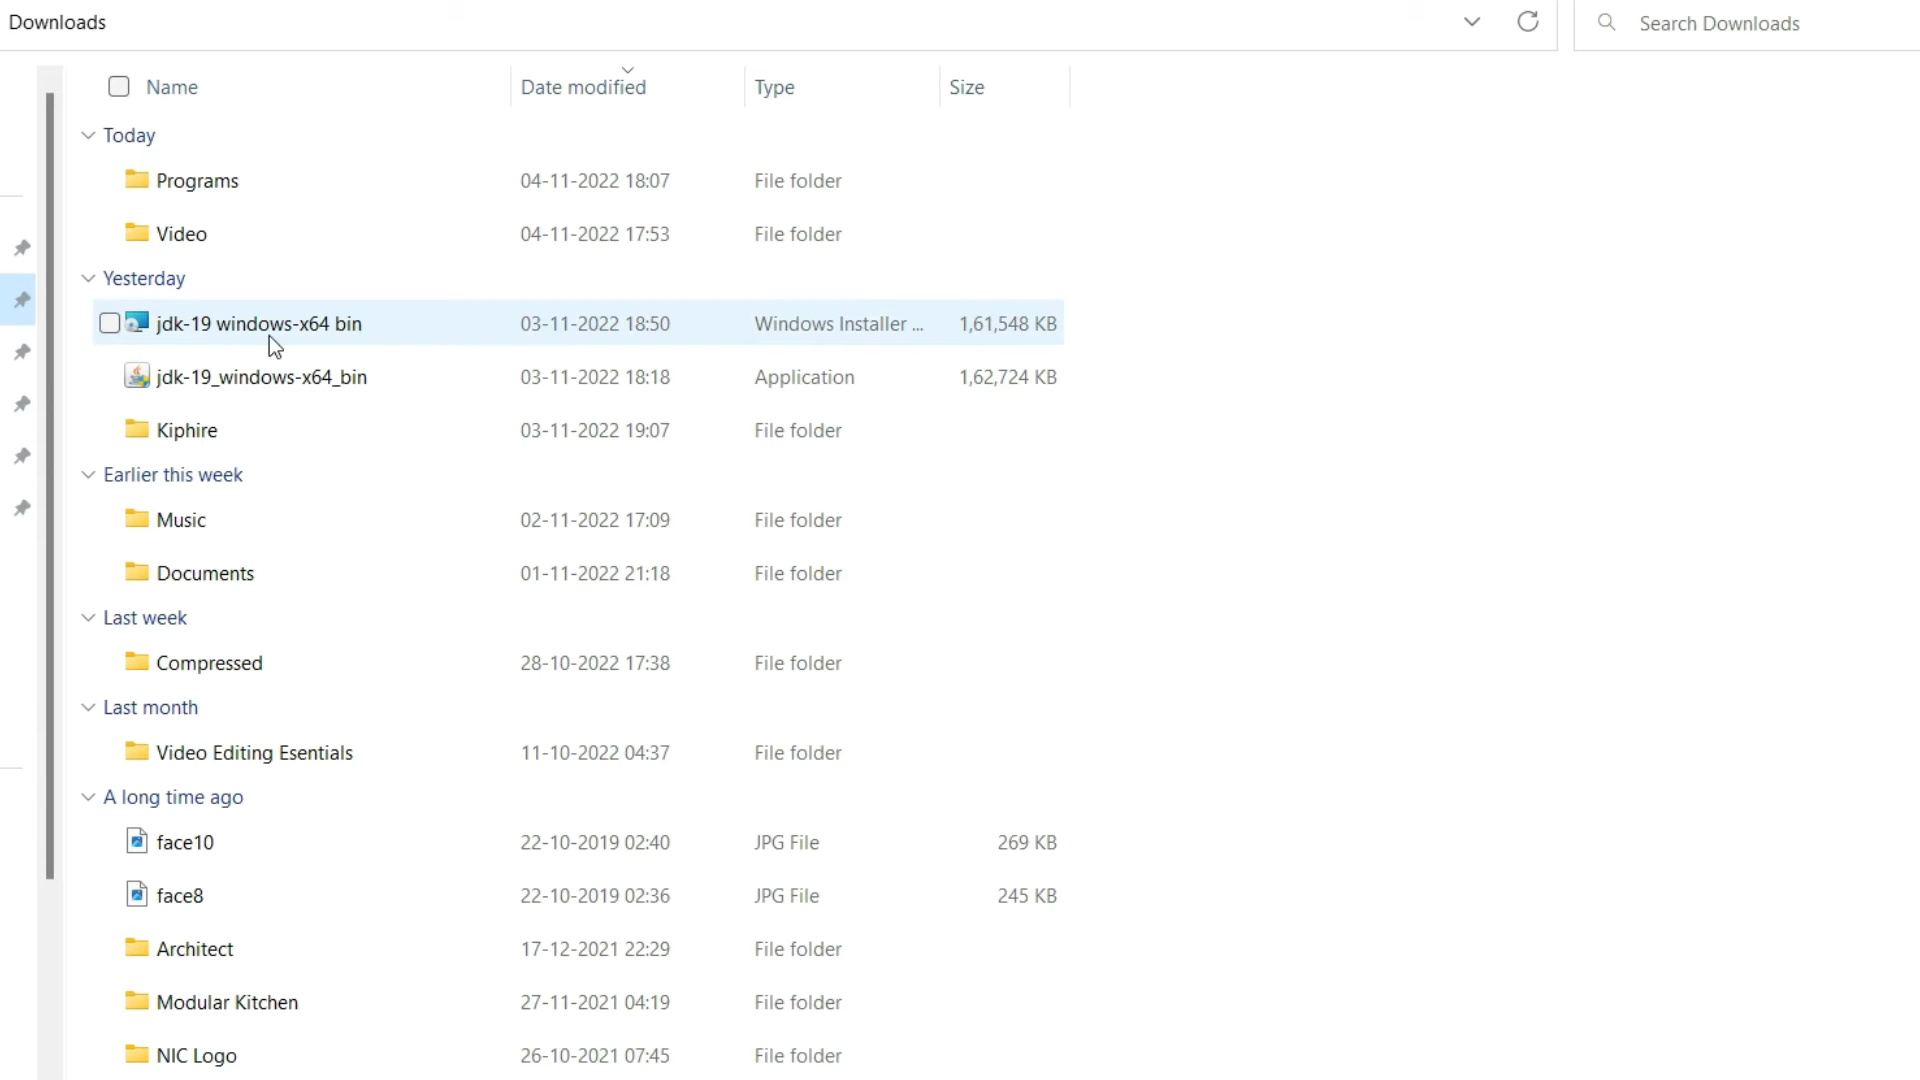 Downloads
Search Downloads
Name Date modified Type Size
Today
Programs 04-11-2022 18:07 File folder
Video 04-11-2022 17:53 File folder
Yesterday
jdk-19 windows-x64 bin 03-11-2022 18:50 Windows Installer ... 1,61,548 KB
jdk-19_windows-x64_bin 03-11-2022 18:18 Application 1,62,724 KB
Kiphire 03-11-2022 19:07 File folder
Earlier this week
Music 02-11-2022 17:09 File folder
Documents 01-11-2022 21:18 File folder
Last week
Compressed 28-10-2022 17:38 File folder
Last month
Video Editing Esentials 11-10-2022 04:37 File folder
A long time ago
face10 22-10-2019 02:40 JPG File 269 KB
face8 22-10-2019 02:36 JPG File 245 KB
Architect 17-12-2021 22:29 File folder
Modular Kitchen 27-11-2021 04:19 File folder
NIC Logo 26-10-2021 07:45 File folder